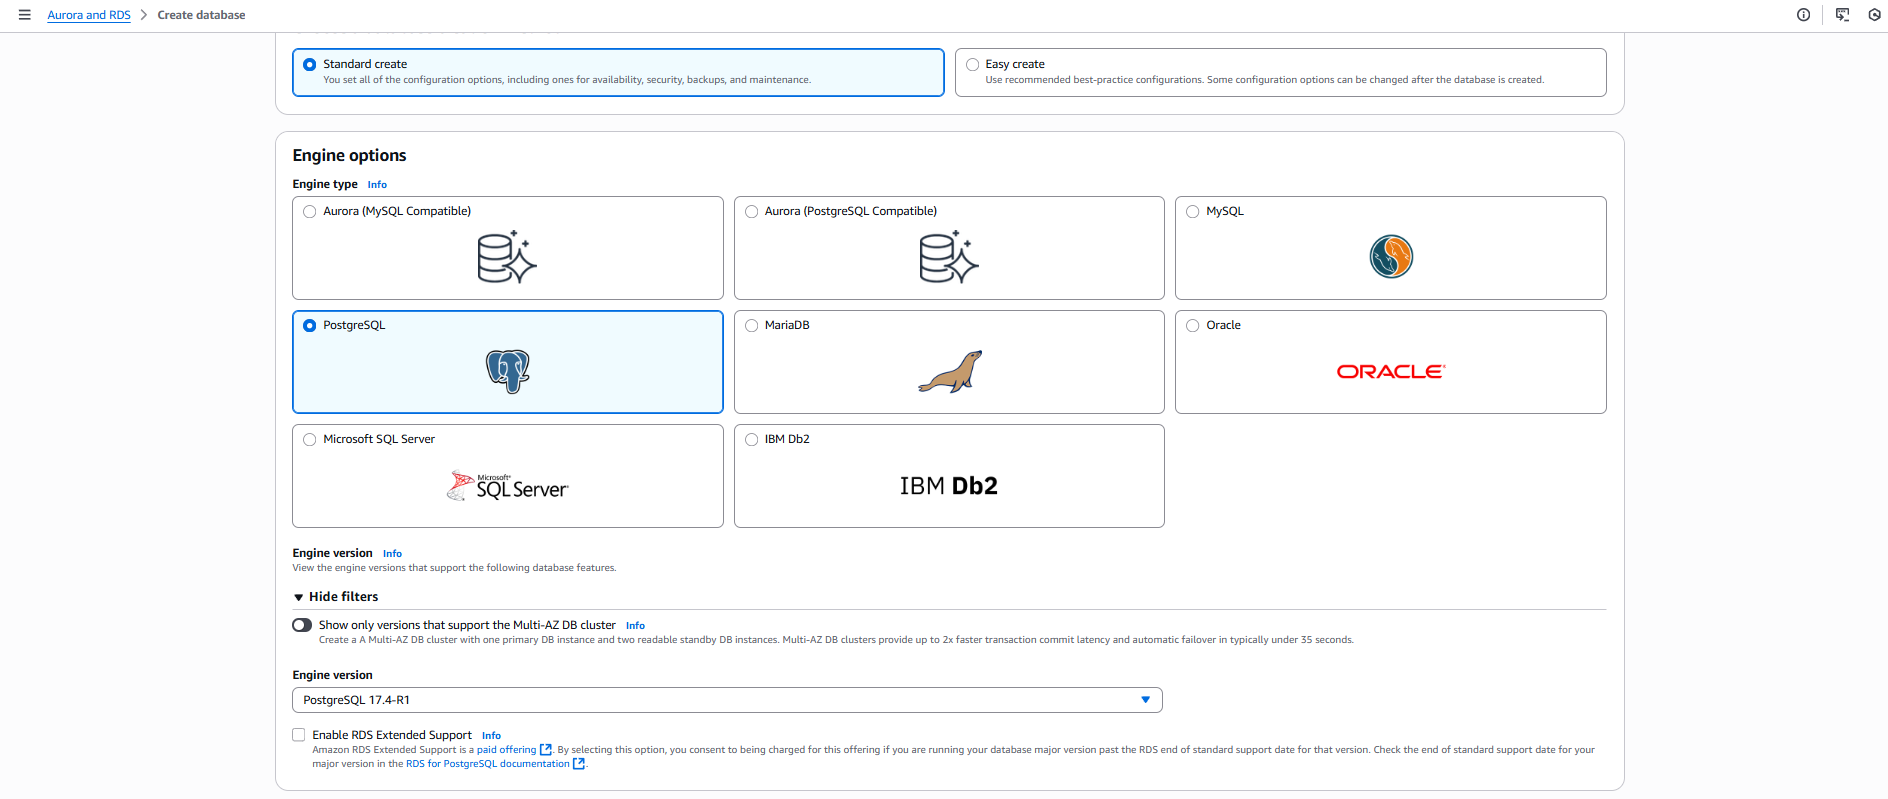 Aurora and RDS > Create database
Standard create
You set all of the configuration options, including ones for availability, security, backups, and maintenance.
Easy create
Use recommended best-practice configurations. Some configuration options can be changed after the database is created.
Engine options
Engine type Info
Aurora (MySQL Compatible)
Aurora (PostgreSQL Compatible)
MySQL
PostgreSQL
MariaDB
Oracle
ORACLE
Microsoft SQL Server
Microsoft
SQL Server
IBM Db2
IBM Db2
Engine version Info
View the engine versions that support the following database features.
Hide filters
Show only versions that support the Multi-AZ DB cluster Info
Create a A Multi-AZ DB cluster with one primary DB instance and two readable standby DB instances. Multi-AZ DB clusters provide up to 2x faster transaction commit latency and automatic failover in typically under 35 seconds.
Engine version
PostgreSQL 17.4-R1
Enable RDS Extended Support Info
Amazon RDS Extended Support is a paid offering. By selecting this option, you consent to being charged for this offering if you are running your database major version past the RDS end of standard support date for that version. Check the end of standard support date for your
major version in the RDS for PostgreSQL documentation.